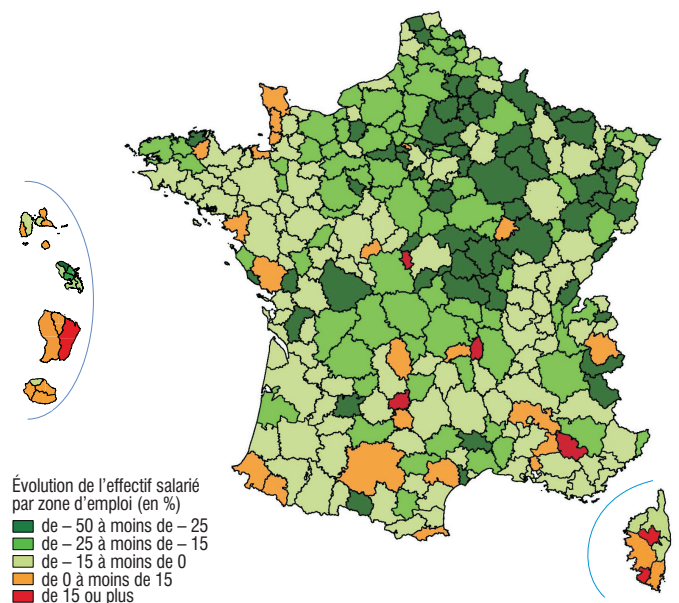 Évolution de l’effectif salarié
par zone d’emploi (en %)
de – 50 à moins de – 25
de – 25 à moins de – 15
de – 15 à moins de 0
de 0 à moins de 15
de 15 ou plus